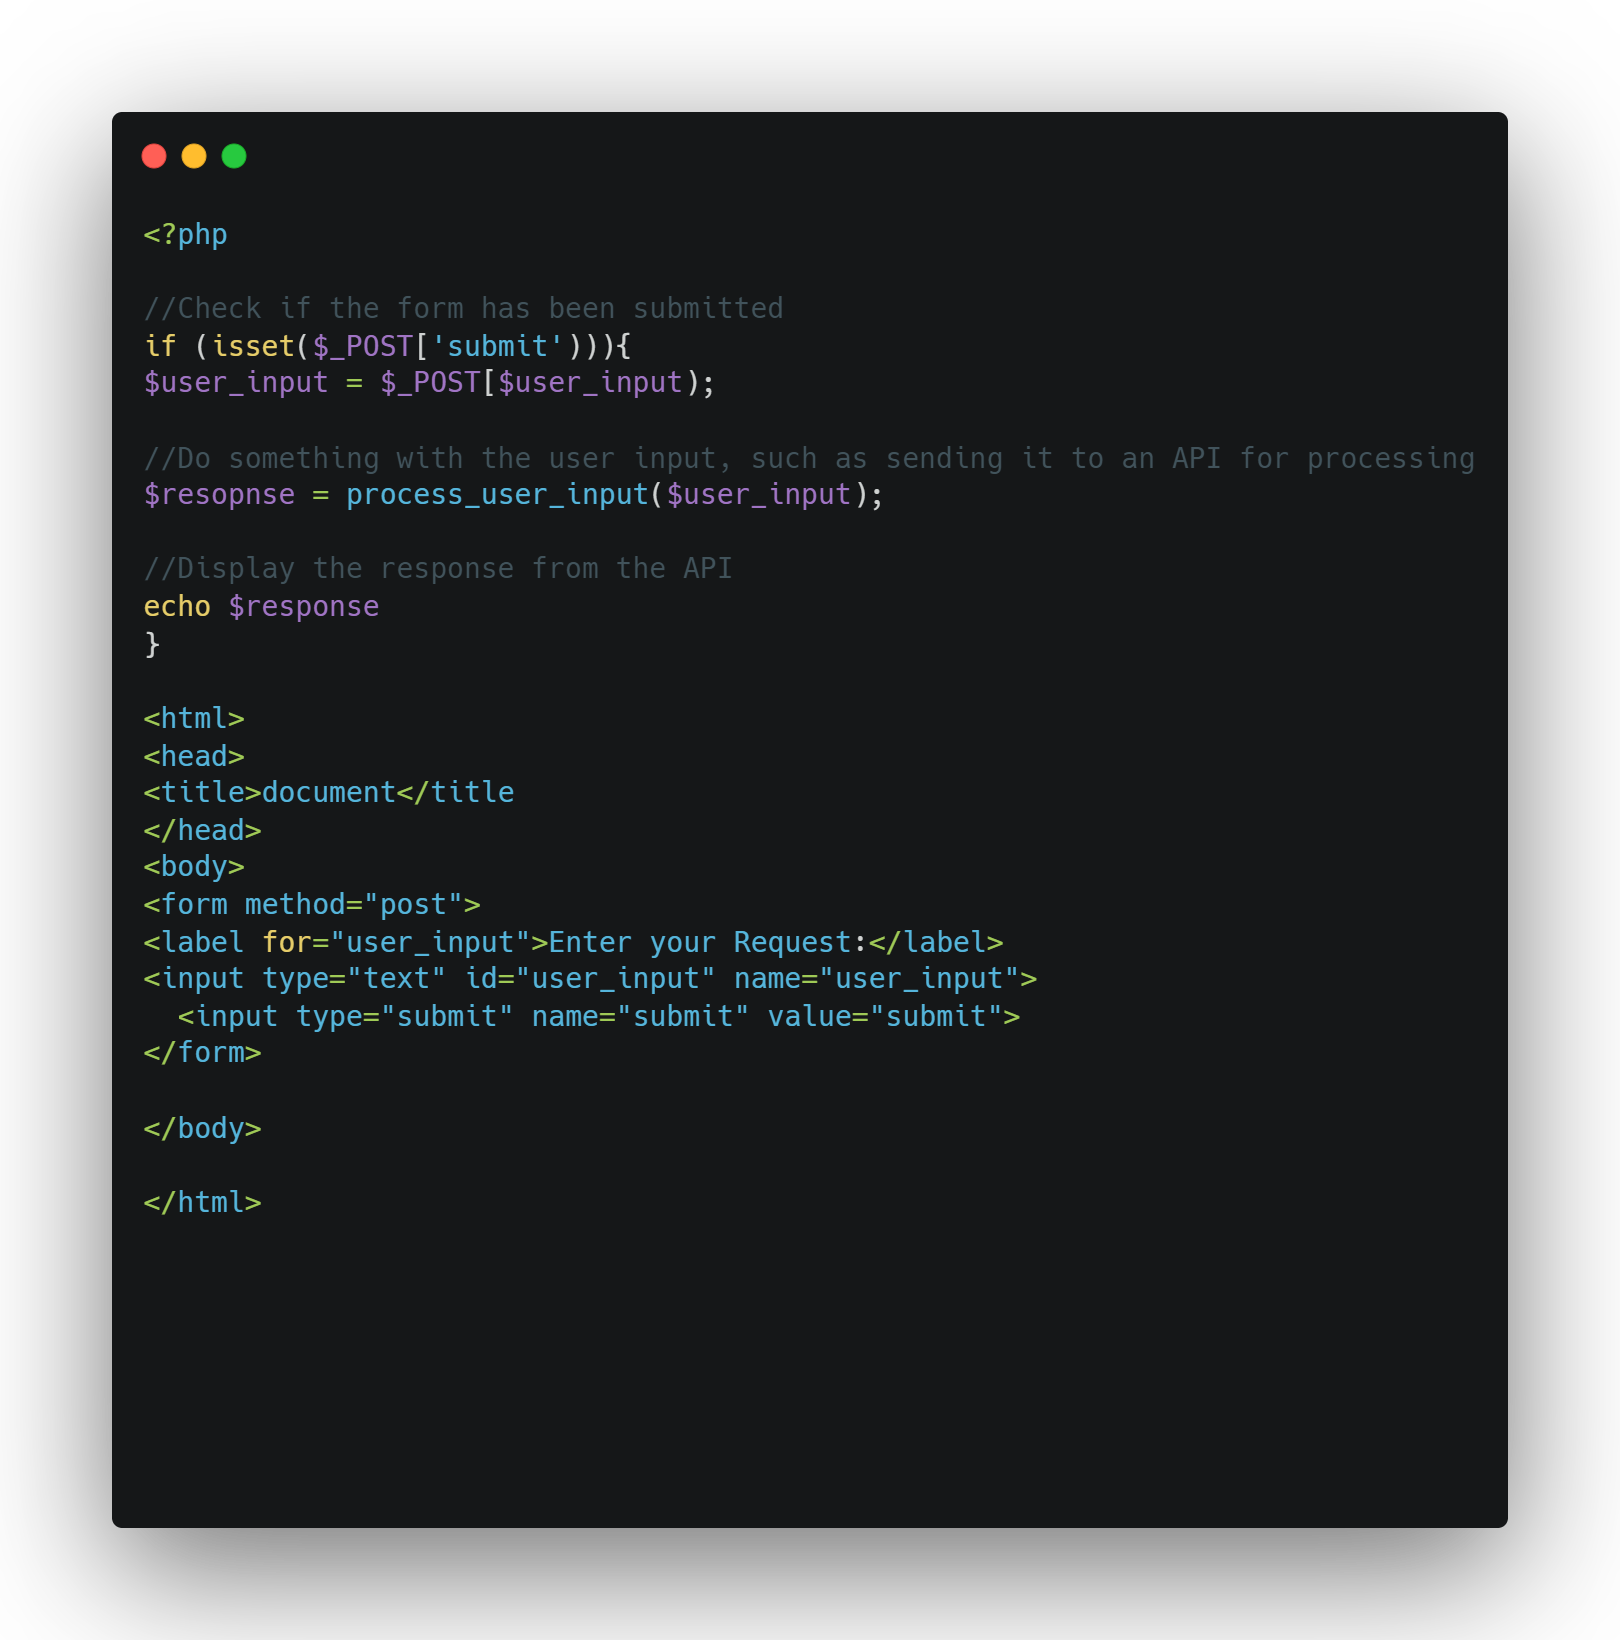 <?php
//Check if the form has been submitted
if (isset($_POST['submit'))){
$user_input = $_POST[$user_input);
//Do something with the user input, such as sending it to an API for processing
$resopnse = process_user_input($user_input);
//Display the response from the API
echo $response
}
<html>
<head>
<title>document</title
</head>
<body>
<form method="post">
<label for="user_input">Enter your Request:</label>
<input type="text" id="user_input" name="user_input">
  <input type="submit" name="submit" value="submit">
</form>
</body>
</html>